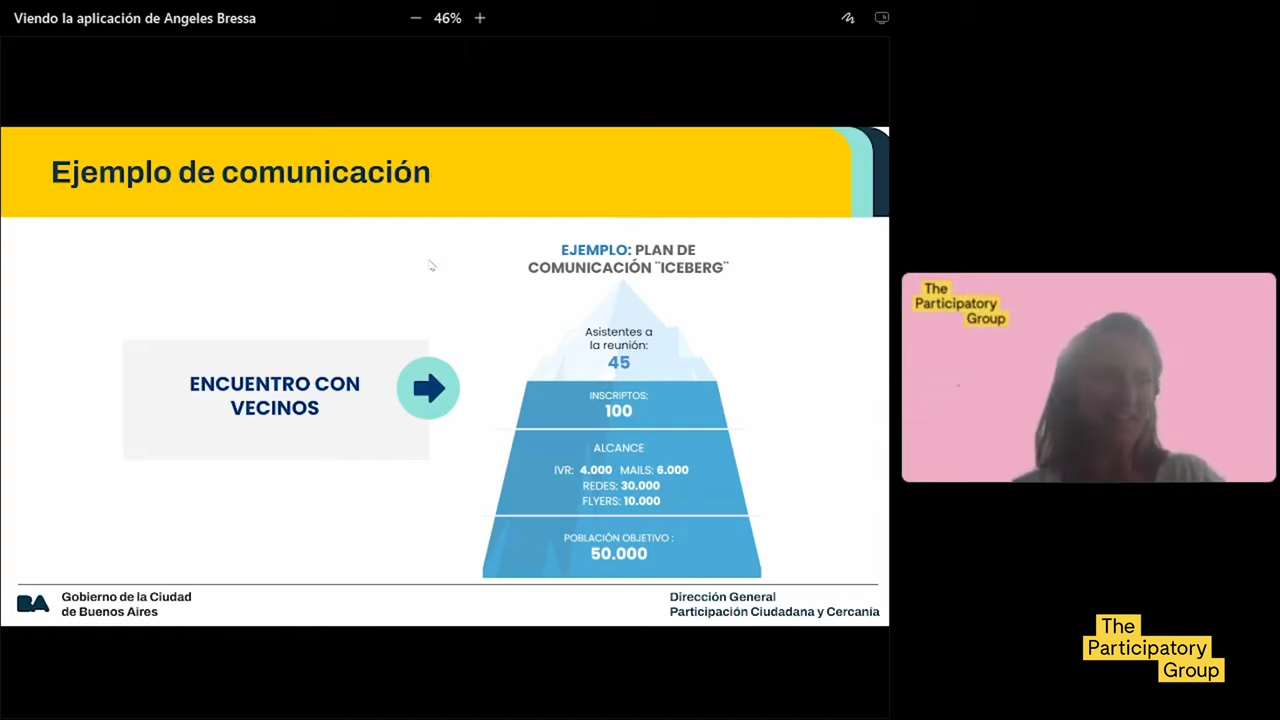 Viendo la aplicación de Angeles Bressa
46%
Ejemplo de comunicación
EJEMPLO: PLAN DE
COMUNICACIÓN ¨ICEBERG¨
Asistentes a
la reunión:
45
ENCUENTRO CON
VECINOS
INSCRIPTOS:
100
ALCANCE
IVR: 4.000 MAILS: 6.000
REDES: 30.000
FLYERS: 10.000
POBLACIÓN OBJETIVO :
50.000
BA
Gobierno de la Ciudad
de Buenos Aires
Dirección General
Participación Ciudadana y Cercanía
The
Participatory
Group
The
Participatory
Group